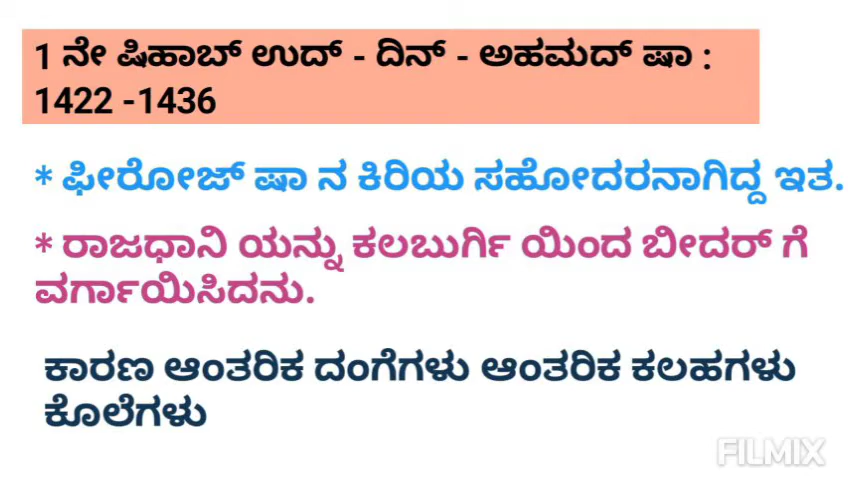 1 ನೇ ಷಿಹಾಬ್ ಉದ್ - ದಿನ್ - ಅಹಮದ್ ಷಾ :
1422 -1436
* ಫೀರೋಜ್ ಷಾ ನ ಕಿರಿಯ ಸಹೋದರನಾಗಿದ್ದ ಇತ.
* ರಾಜಧಾನಿ ಯನ್ನು ಕಲಬುರ್ಗಿ ಯಿಂದ ಬೀದರ್ ಗೆ
ವರ್ಗಾಯಿಸಿದನು.
ಕಾರಣ ಆಂತರಿಕ ದಂಗೆಗಳು ಆಂತರಿಕ ಕಲಹಗಳು
ಕೊಲೆಗಳು
FILMIX